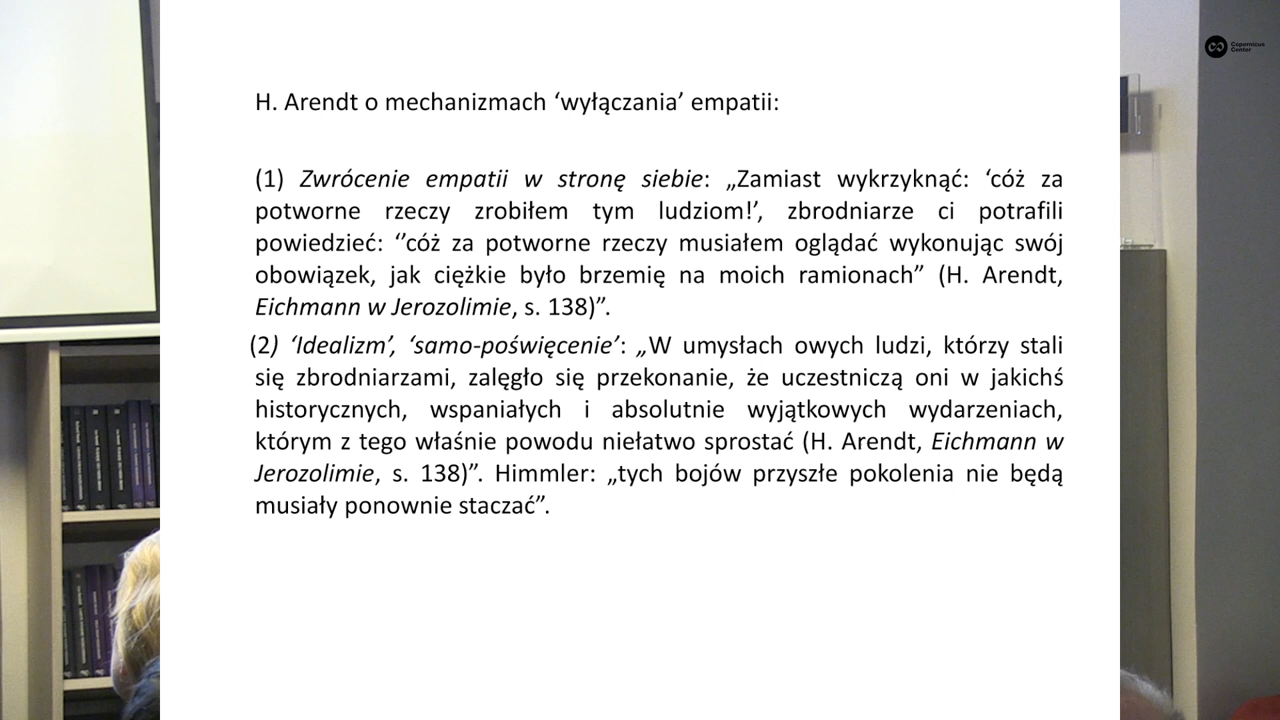 H. Arendt o mechanizmach ‘wyłączania’ empatii:
(1) Zwrócenie empatii w stronę siebie: „Zamiast wykrzyknąć: ‘cóż za
potworne rzeczy zrobiłem tym ludziom!’, zbrodniarze ci potrafili
powiedzieć: ‘’cóż za potworne rzeczy musiałem oglądać wykonując swój
obowiązek, jak ciężkie było brzemię na moich ramionach” (H. Arendt,
Eichmann w Jerozolimie, s. 138)”.
(2) ‘Idealizm’, ‘samo-poświęcenie’: „W umysłach owych ludzi, którzy stali
się zbrodniarzami, zalęgło się przekonanie, że uczestniczą oni w jakichś
historycznych, wspaniałych i absolutnie wyjątkowych wydarzeniach,
którym z tego właśnie powodu niełatwo sprostać (H. Arendt, Eichmann w
Jerozolimie, s. 138)”. Himmler: „tych bojów przyszłe pokolenia nie będą
musiały ponownie staczać”.
Copernicus
Center